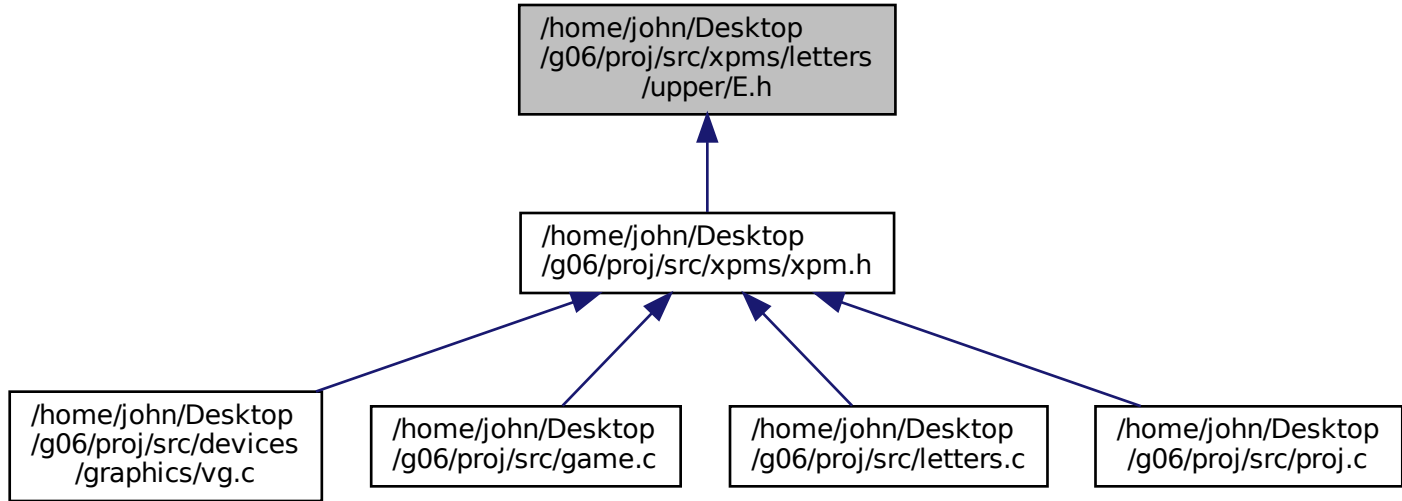 /home/john/Desktop
/g06/proj/src/xpms/letters
/upper/E.h
/home/john/Desktop
/g06/proj/src/xpms/xpm.h
/home/john/Desktop
/g06/proj/src/devices
/graphics/vg.c
/home/john/Desktop
/g06/proj/src/game.c
/home/john/Desktop
/g06/proj/src/letters.c
/home/john/Desktop
/g06/proj/src/proj.c